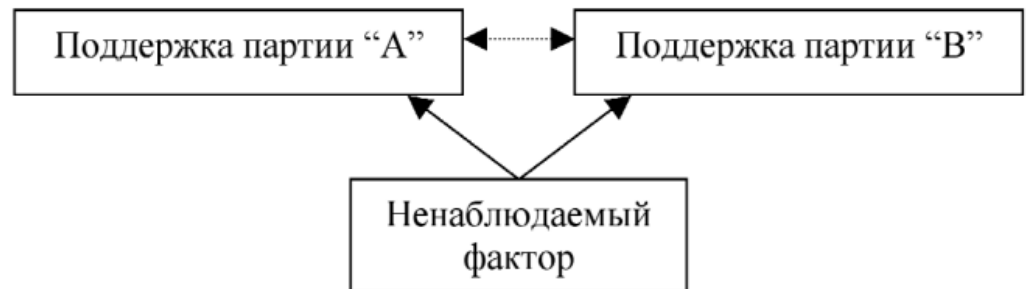 Поддержка партии “А”
Поддержка партии “В”
Ненаблюдаемый
фактор